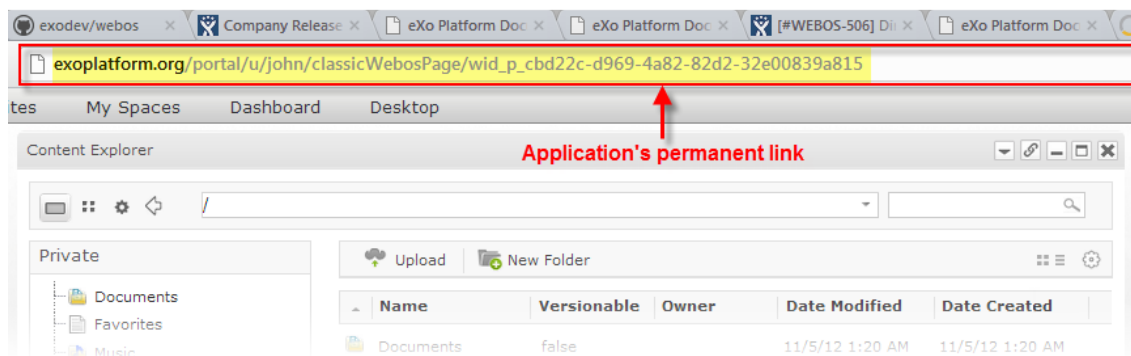 exodev/webos Company Release eXo Platform Doc eXo Platform Doc [#WEBOS-506] Di eXo Platform Doc
exoplatform.org/portal/u/john/classicWebosPage/wid_p_cbd22c-d969-4a82-82d2-32e00839a815
tes My Spaces Dashboard Desktop
Content Explorer
Application's permanent link
/
Private
Upload New Folder
Documents
Name Versionable Owner Date Modified Date Created
Favorites
Music
Documents false 11/5/12 1:20 AM 11/5/12 1:20 AM